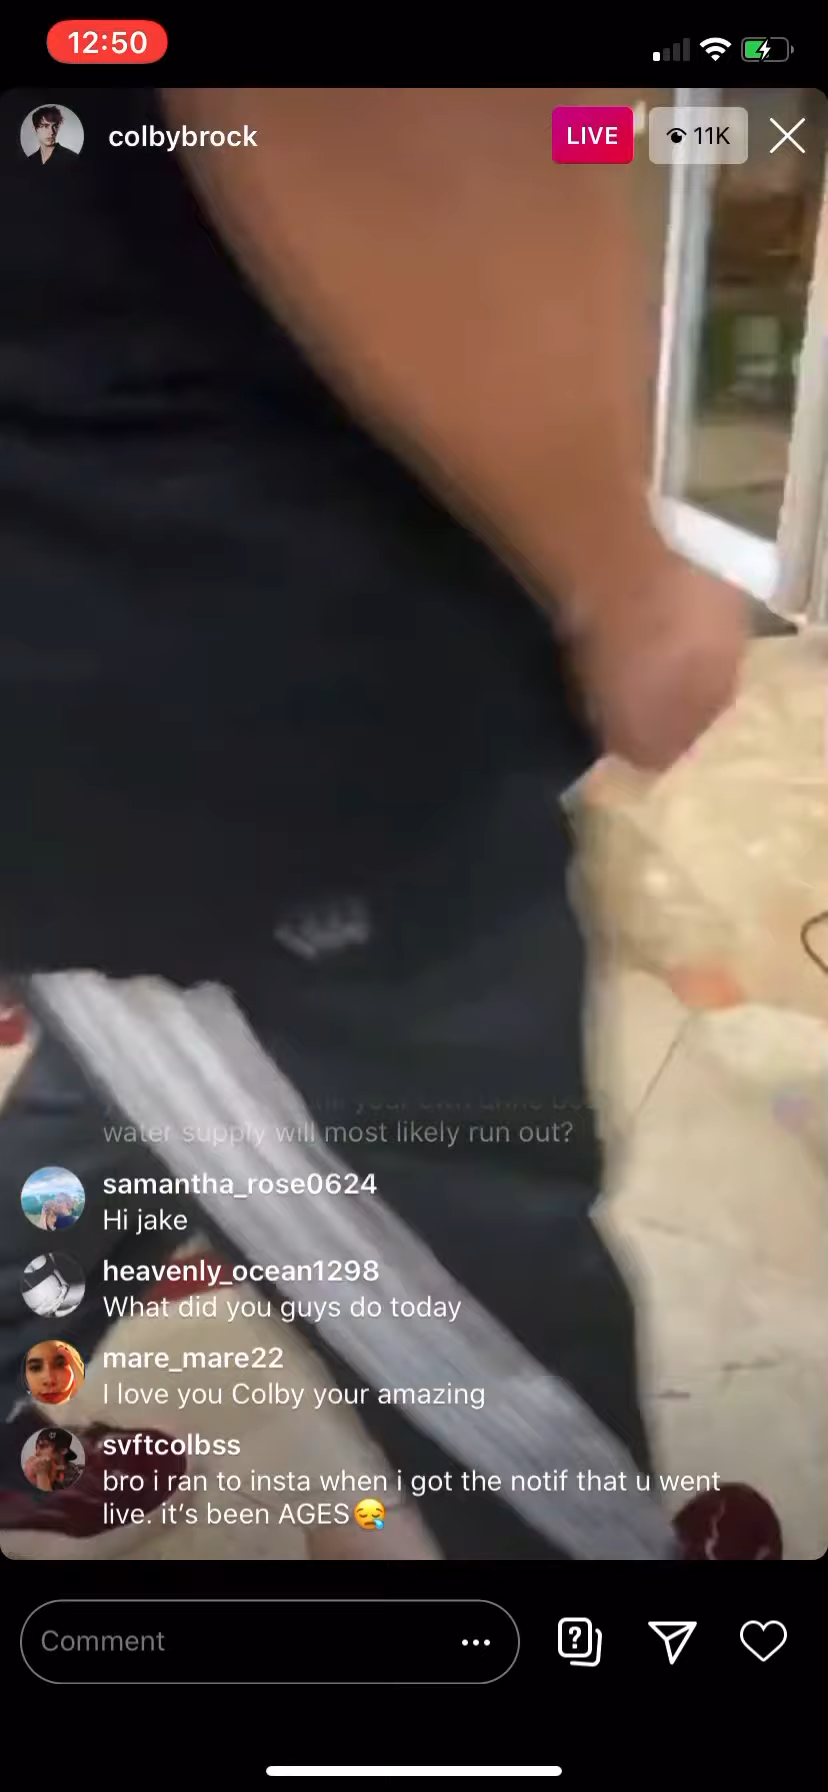 12:50
colbybrock
LIVE
11K
water supply will most likely run out?
samantha_rose0624
Hi jake
heavenly_ocean1298
What did you guys do today
mare_mare22
I love you Colby your amazing
svftcolbss
bro i ran to insta when i got the notif that u went
live. it’s been AGES😪
Comment